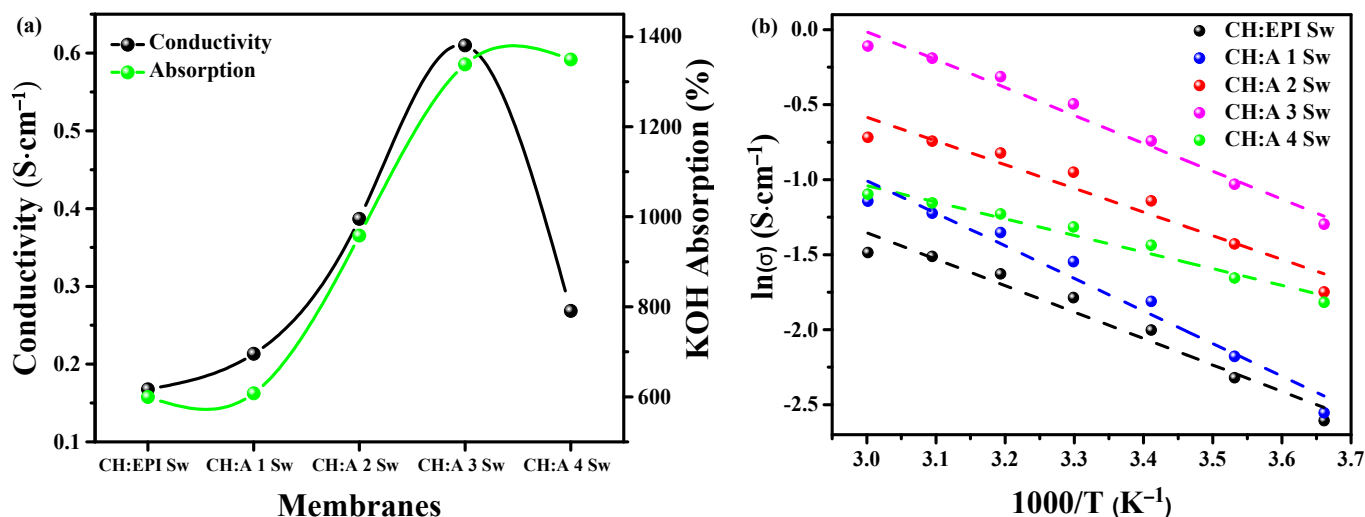 (a)
Conductivity
Absorption
Conductivity (S·cm⁻¹)
0.6
0.5
0.4
0.3
0.2
0.1
1400
1200
1000
800
600
KOH Absorption (%)
CH:EPI Sw CH:A 1 Sw CH:A 2 Sw CH:A 3 Sw CH:A 4 Sw
Membranes
(b)
CH:EPI Sw
CH:A 1 Sw
CH:A 2 Sw
CH:A 3 Sw
CH:A 4 Sw
ln(σ) (S.cm⁻¹)
0.0
-0.5
-1.0
-1.5
-2.0
-2.5
3.0 3.1 3.2 3.3 3.4 3.5 3.6 3.7
1000/T (K⁻¹)